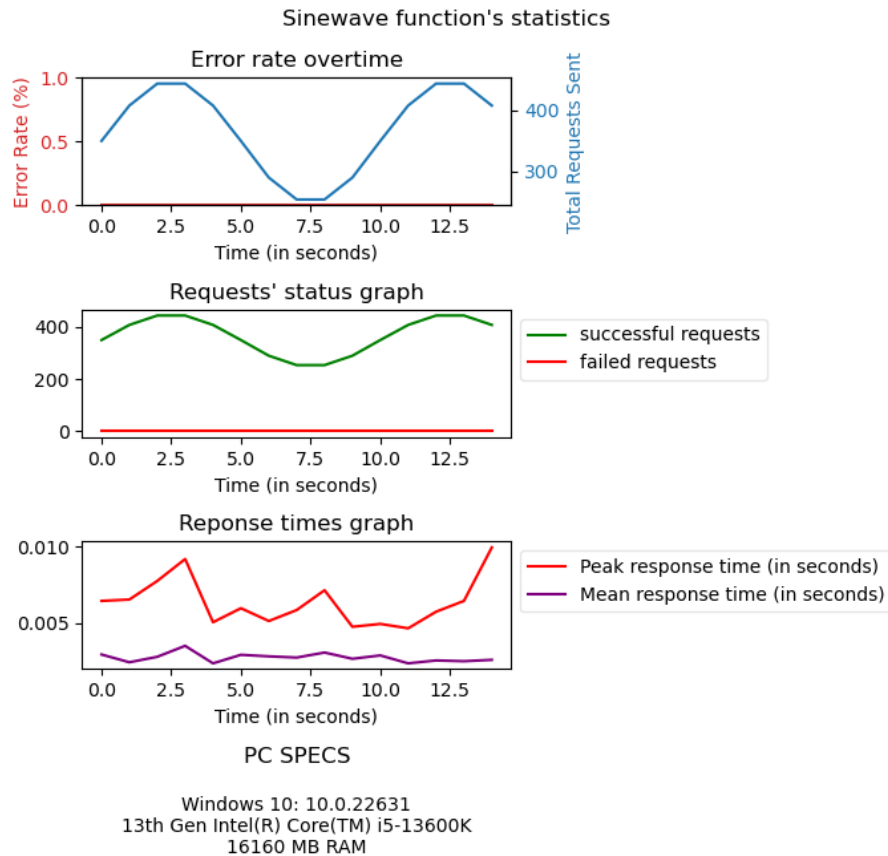 Sinewave function's statistics
Error rate overtime
Error Rate (%)
1.0
0.5
0.0
Total Requests Sent
400
300
0.0 2.5 5.0 7.5 10.0 12.5
Time (in seconds)
Requests' status graph
400
200
0
successful requests
failed requests
0.0 2.5 5.0 7.5 10.0 12.5
Time (in seconds)
Reponse times graph
0.010
0.005
Peak response time (in seconds)
Mean response time (in seconds)
0.0 2.5 5.0 7.5 10.0 12.5
Time (in seconds)
PC SPECS
Windows 10: 10.0.22631
13th Gen Intel(R) Core(TM) i5-13600K
16160 MB RAM